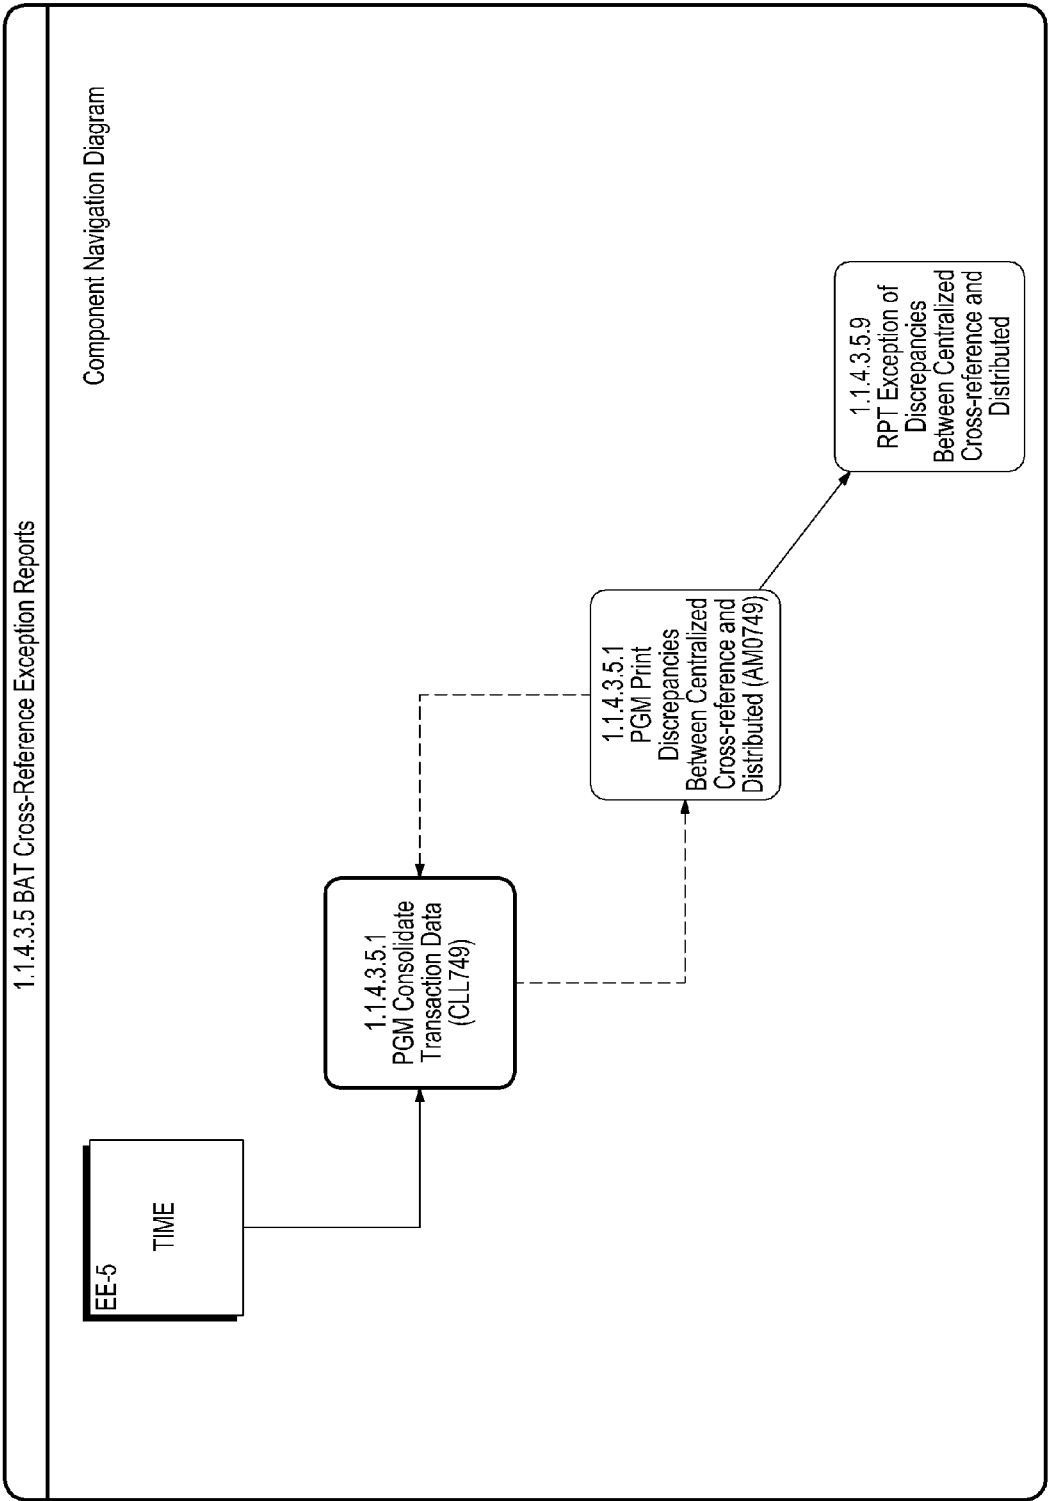 1.1.4.3.5 BAT Cross-Reference Exception Reports
Component Navigation Diagram
EE-5
TIME
1.1.4.3.5.1
PGM Consolidate
Transaction Data
(CLL749)
1.1.4.3.5.1
PGM Print
Discrepancies
Between Centralized
Cross-reference and
Distributed (AM0749)
1.1.4.3.5.9
RPT Exception of
Discrepancies
Between Centralized
Cross-reference and
Distributed